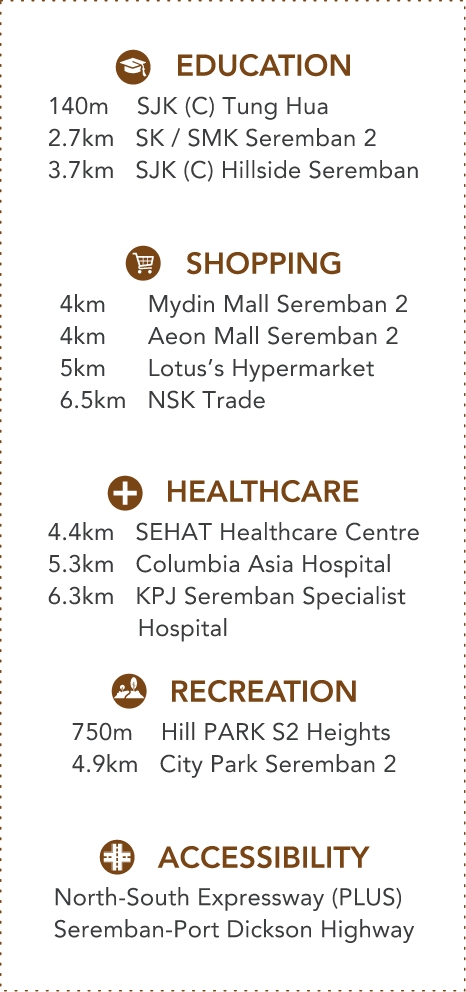 EDUCATION
140m SJK (C) Tung Hua
2.7km SK / SMK Seremban 2
3.7km SJK (C) Hillside Seremban
SHOPPING
4km Mydin Mall Seremban 2
4km Aeon Mall Seremban 2
5km Lotus's Hypermarket
6.5km NSK Trade
HEALTHCARE
4.4km SEHAT Healthcare Centre
5.3km Columbia Asia Hospital
6.3km KPJ Seremban Specialist
Hospital
RECREATION
750m Hill PARK S2 Heights
4.9km City Park Seremban 2
ACCESSIBILITY
North-South Expressway (PLUS)
Seremban-Port Dickson Highway